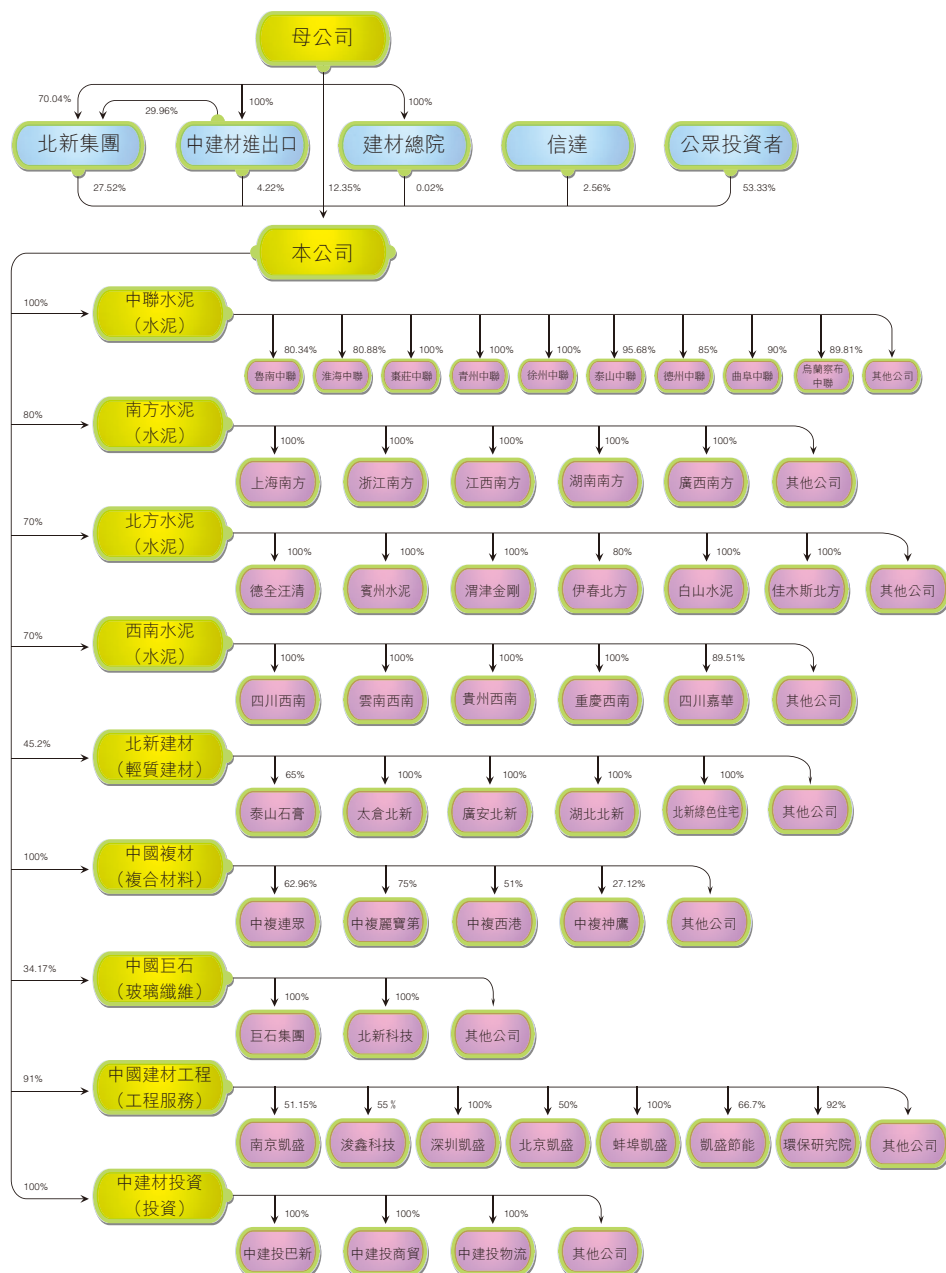 母公司
70.04%
29.96%
100%
100%
北新集團
中建材進出口
建材總院
信達
公眾投資者
27.52%
4.22%
12.35%
0.02%
2.56%
53.33%
本公司
100%
中聯水泥
（水泥）
80.34%
80.88%
100%
100%
100%
95.68%
85%
90%
89.81%
魯南中聯
淮海中聯
棗莊中聯
青州中聯
徐州中聯
泰山中聯
德州中聯
曲阜中聯
烏蘭察布
中聯
其他公司
80%
南方水泥
（水泥）
100%
100%
100%
100%
100%
上海南方
浙江南方
江西南方
湖南南方
廣西南方
其他公司
70%
北方水泥
（水泥）
100%
100%
100%
80%
100%
100%
德全汪清
賓州水泥
渭津金剛
伊春北方
白山水泥
佳木斯北方
其他公司
70%
西南水泥
（水泥）
100%
100%
100%
100%
89.51%
四川西南
雲南西南
貴州西南
重慶西南
四川嘉華
其他公司
45.2%
北新建材
（輕質建材）
65%
100%
100%
100%
100%
泰山石膏
太倉北新
廣安北新
湖北北新
北新綠色住宅
其他公司
100%
中國複材
（複合材料）
62.96%
75%
51%
27.12%
中複連眾
中複麗寶第
中複西港
中複神鷹
其他公司
34.17%
中國巨石
（玻璃纖維）
100%
100%
巨石集團
北新科技
其他公司
91%
中國建材工程
（工程服務）
51.15%
55%
100%
50%
100%
66.7%
92%
南京凱盛
浚鑫科技
深圳凱盛
北京凱盛
蚌埠凱盛
凱盛節能
環保研究院
其他公司
100%
中建材投資
（投資）
100%
100%
100%
中建投巴新
中建投商貿
中建投物流
其他公司